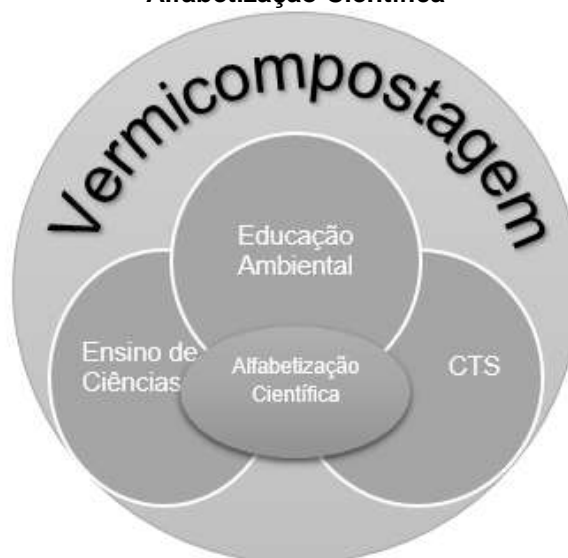 Alfabetização Científica
Vermicompostagem
Educação
Ambiental
Ensino de
Ciências
Alfabetização
Científica
CTS